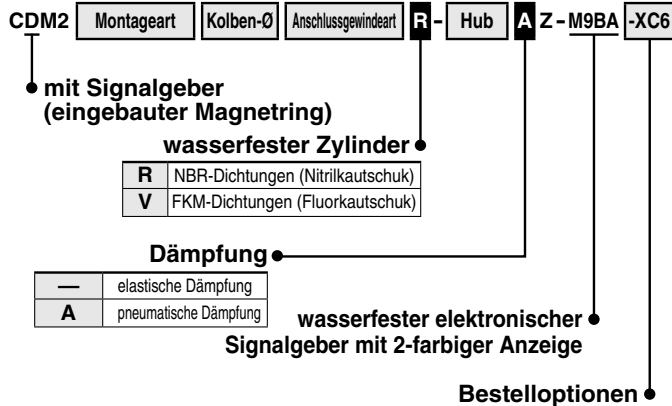 CDM2 Montageart Kolben-Ø Anschlussgewindeart R - Hub A Z - M9BA -XC6
mit Signalgeber
(eingebauter Magnetring)
wasserfester Zylinder
R NBR-Dichtungen (Nitrilkautschuk)
V FKM-Dichtungen (Fluorkautschuk)
Dämpfung
— elastische Dämpfung
A pneumatische Dämpfung
wasserfester elektronischer
Signalgeber mit 2-farbiger Anzeige
Bestelloptionen